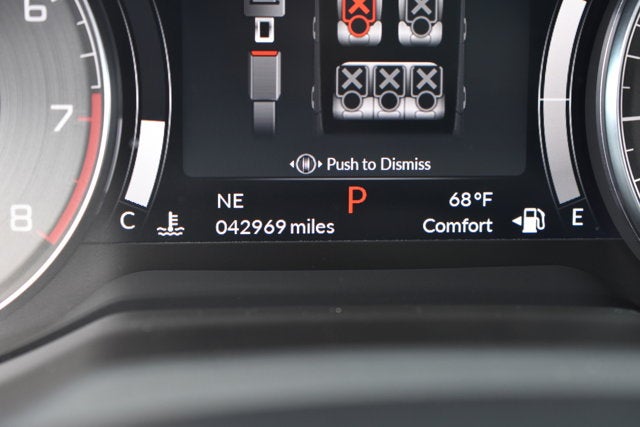 6
7
8
Push to Dismiss
NE P 68°F
042969 miles Comfort
C E